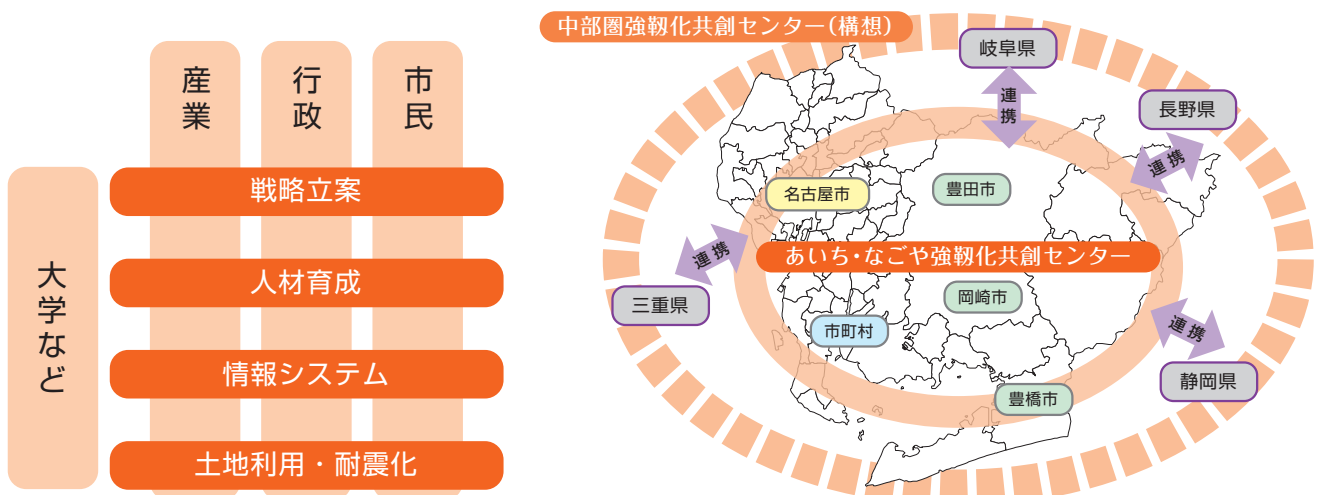 産業
行政
市民
大学など
戦略立案
人材育成
情報システム
土地利用・耐震化
中部圏強靱化共創センター(構想)
岐阜県
連携
長野県
連携
名古屋市
豊田市
あいち・なごや強靱化共創センター
連携
三重県
岡崎市
市町村
連携
静岡県
豊橋市